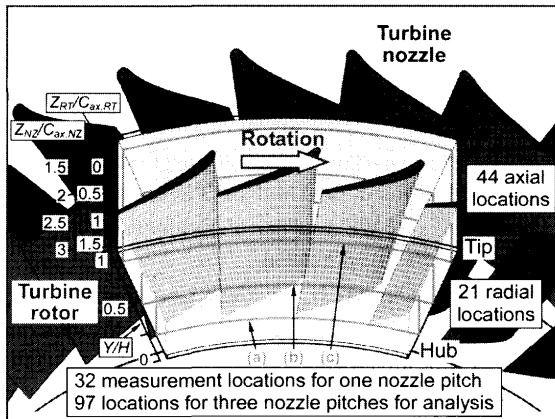 Turbine
nozzle
Z_RT/C_ax.RT
Z_NZ/C_ax.NZ
Rotation
1.5 0
2 0.5
2.5 1
3 1.5
1
44 axial
locations
Tip
Turbine
rotor
0.5
21 radial
locations
Y/H
0
(a) (b) (c)
Hub
32 measurement locations for one nozzle pitch
97 locations for three nozzle pitches for analysis